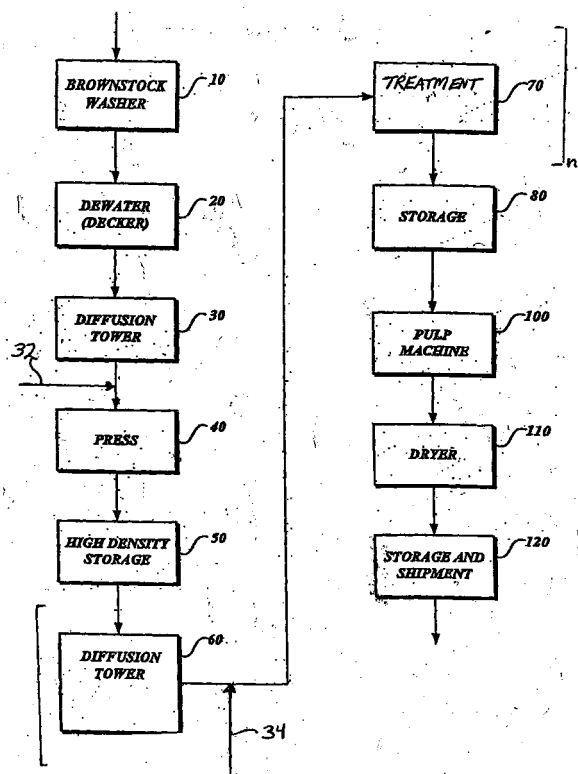 BROWNSTOCK
WASHER
10
DEWATER
(DECKER)
20
DIFFUSION
TOWER
30
32
PRESS
40
HIGH DENSITY
STORAGE
50
DIFFUSION
TOWER
60
34
TREATMENT
70
n
STORAGE
80
PULP
MACHINE
100
DRYER
110
STORAGE AND
SHIPMENT
120